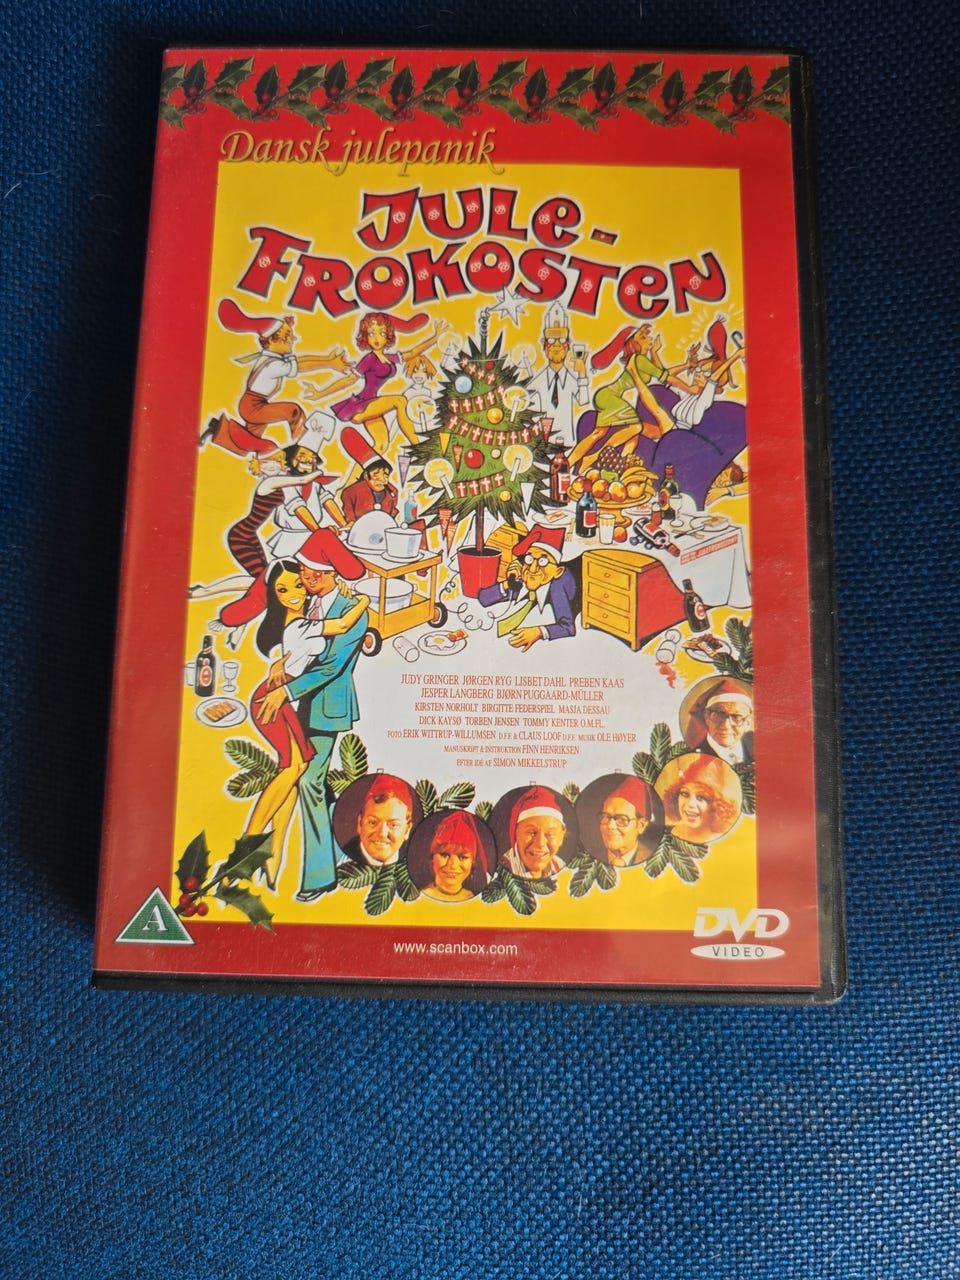 Dansk julepanik
JULE-
FROKOSTEN
JUDY GRINGER JØRGEN RYG LISBET DAHL PREBEN KAAS
JESPER LANGBERG BJØRN PUGGAARD-MÜLLER
KIRSTEN NORHOLT BIRGITTE FEDERSPIEL MASJA DESSAU
DICK KAYSØ TORBEN JENSEN TOMMY KENTER O.M.FL.
FOTO ERIK WITTRUP-WILLUMSEN D.F.F. & CLAUS LOOF D.F.F. MUSIK OLE HØYER
MANUSKRIPT & INSTRUKTION FINN HENRIKSEN
EFTER IDÉ AF SIMON MIKKELSTRUP
A
www.scanbox.com
DVD
VIDEO